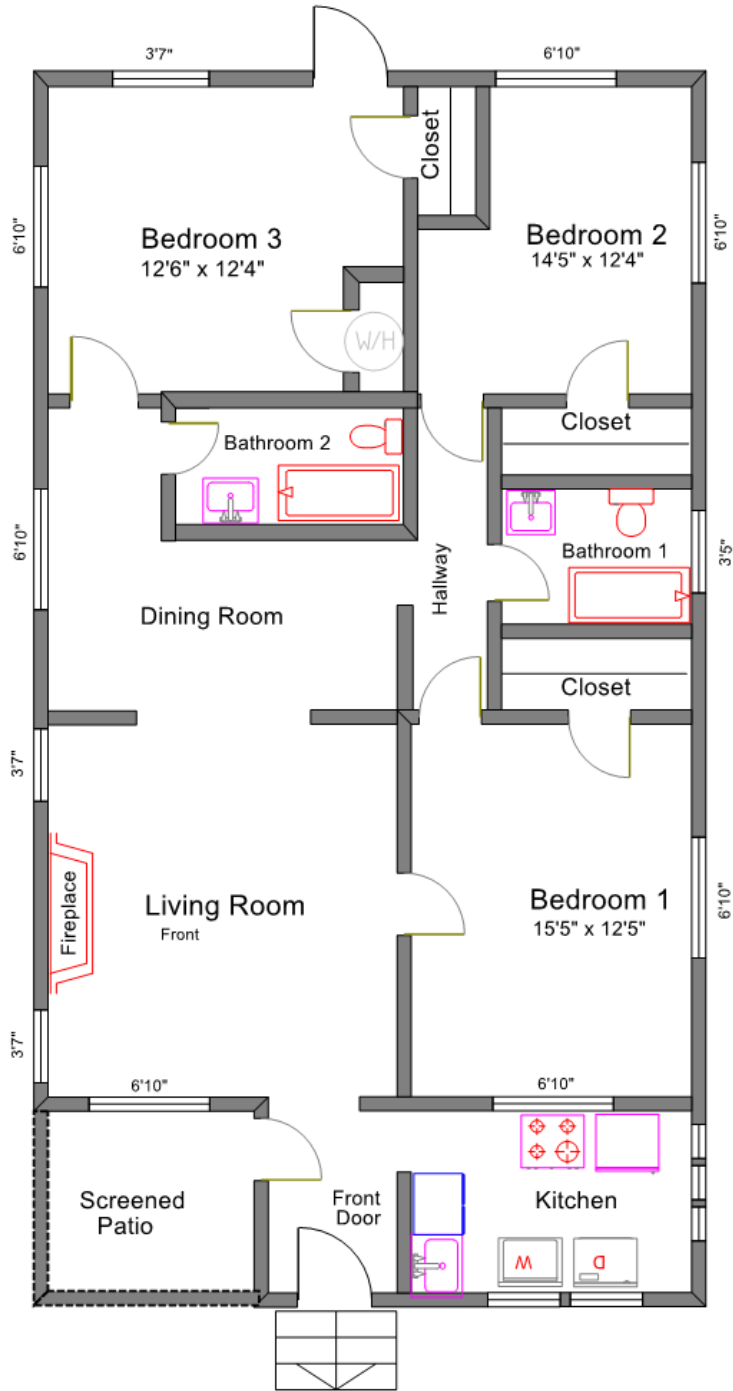 3'7"
6'10"
Closet
Bedroom 3
12'6" x 12'4"
Bedroom 2
14'5" x 12'4"
6'10"
6'10"
W/H
Closet
Bathroom 2
6'10"
Hallway
Bathroom 1
3'5"
Dining Room
Closet
3'7"
Fireplace
Living Room
Front
Bedroom 1
15'5" x 12'5"
6'10"
3'7"
6'10"
6'10"
Screened
Patio
Front
Door
Kitchen
W
D